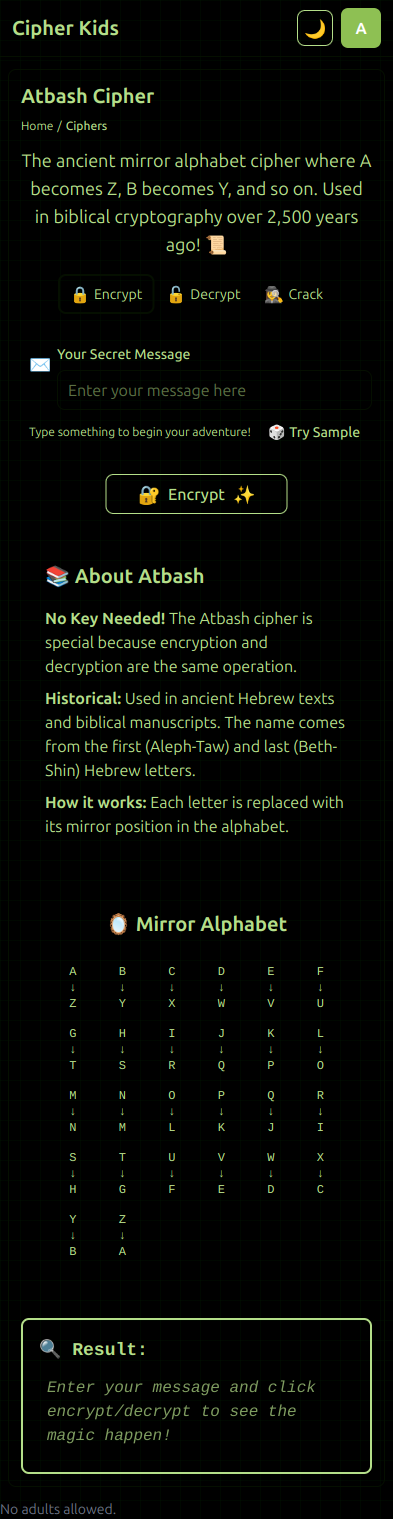 Cipher Kids
A
Atbash Cipher
Home / Ciphers
The ancient mirror alphabet cipher where A
becomes Z, B becomes Y, and so on. Used
in biblical cryptography over 2,500 years
ago! 📜
🔒 Encrypt 🔓 Decrypt 🕵️ Crack
Your Secret Message
Enter your message here
Type something to begin your adventure! 🎲 Try Sample
🔐 Encrypt ✨
📚 About Atbash
No Key Needed! The Atbash cipher is
special because encryption and
decryption are the same operation.
Historical: Used in ancient Hebrew texts
and biblical manuscripts. The name comes
from the first (Aleph-Taw) and last (Beth-
Shin) Hebrew letters.
How it works: Each letter is replaced with
its mirror position in the alphabet.
🪞 Mirror Alphabet
A B C D E F
↓ ↓ ↓ ↓ ↓ ↓
Z Y X W V U
G H I J K L
↓ ↓ ↓ ↓ ↓ ↓
T S R Q P O
M N O P Q R
↓ ↓ ↓ ↓ ↓ ↓
N M L K J I
S T U V W X
↓ ↓ ↓ ↓ ↓ ↓
H G F E D C
Y Z
↓ ↓
B A
🔍 Result:
Enter your message and click
encrypt/decrypt to see the
magic happen!
No adults allowed.